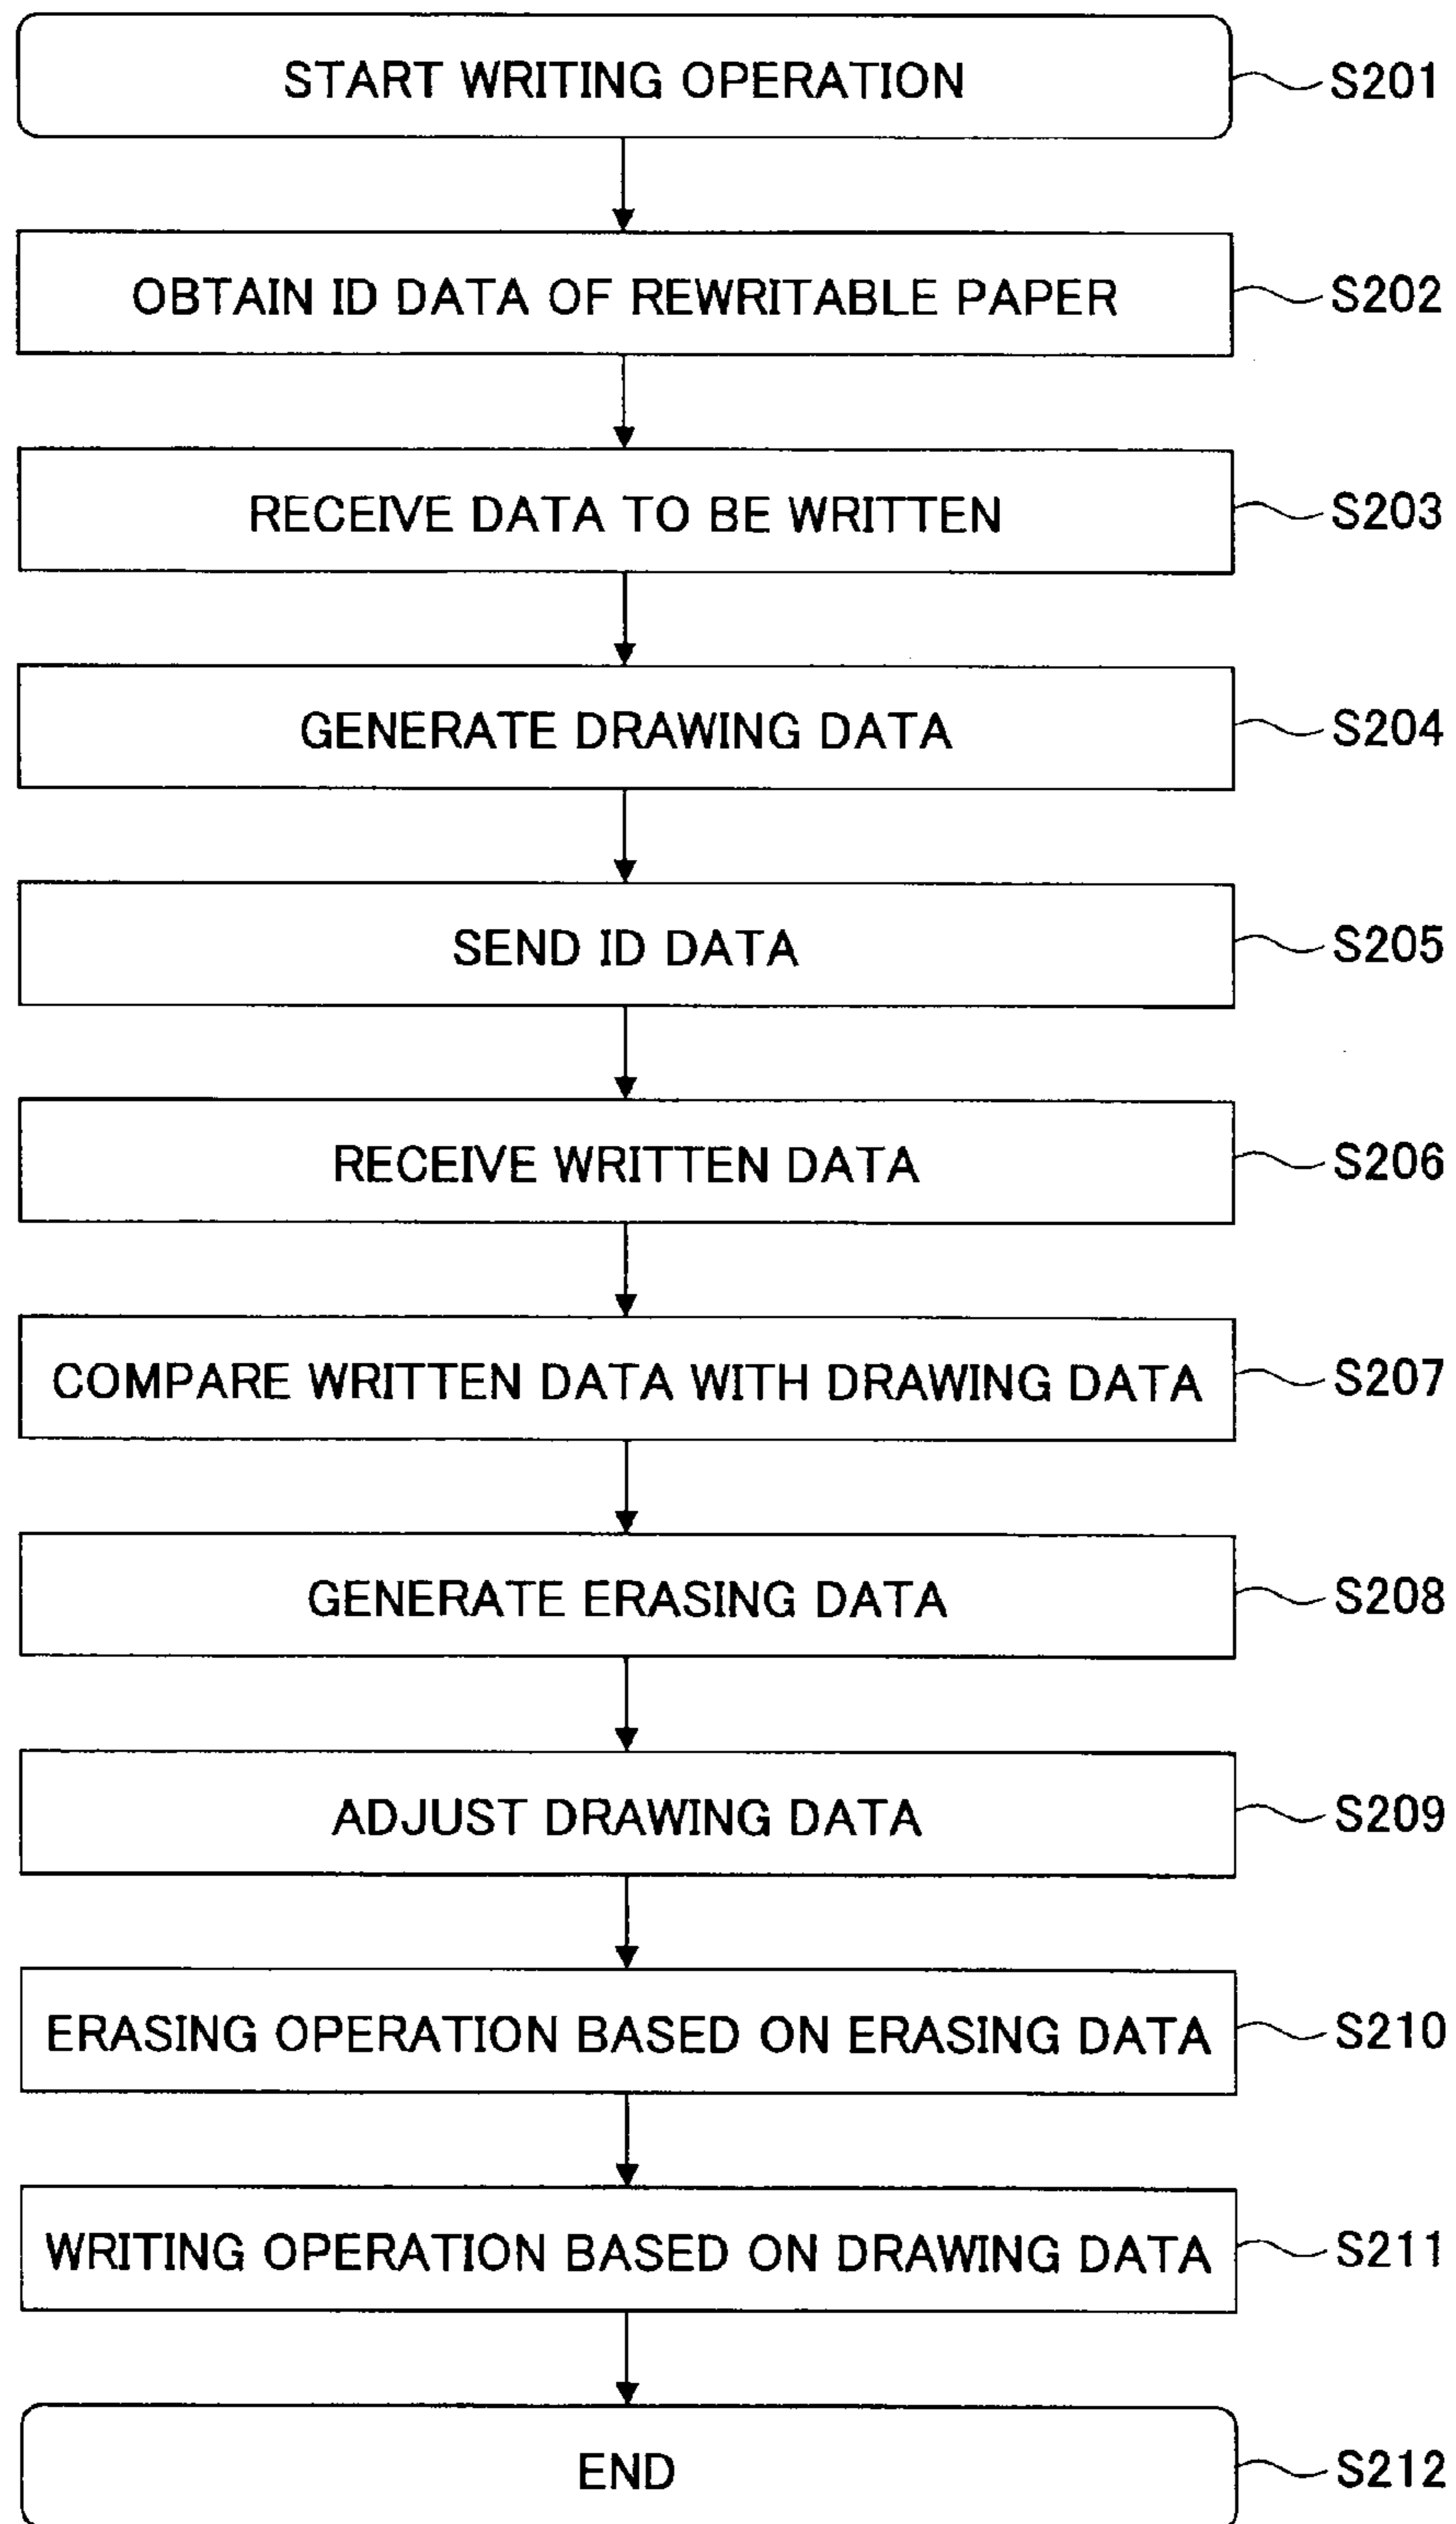 START WRITING OPERATION S201
OBTAIN ID DATA OF REWRITABLE PAPER S202
RECEIVE DATA TO BE WRITTEN S203
GENERATE DRAWING DATA S204
SEND ID DATA S205
RECEIVE WRITTEN DATA S206
COMPARE WRITTEN DATA WITH DRAWING DATA S207
GENERATE ERASING DATA S208
ADJUST DRAWING DATA S209
ERASING OPERATION BASED ON ERASING DATA S210
WRITING OPERATION BASED ON DRAWING DATA S211
END S212